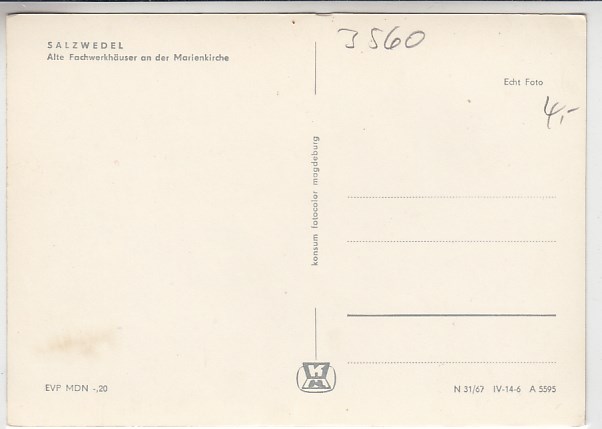 SALZWEDEL
Alte Fachwerkhäuser an der Marienkirche
3560
Echt Foto
4,-
konsum fotocolor magdeburg
EVP MDN -,20
N 31/67 IV-14-6 A 5595